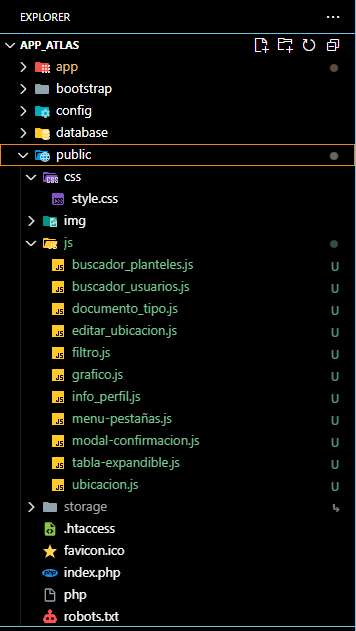 EXPLORER ...
APP_ATLAS
app
bootstrap
config
database
public
css
style.css
img
js
buscador_planteles.js U
buscador_usuarios.js U
documento_tipo.js U
editar_ubicacion.js U
filtro.js U
grafico.js U
info_perfil.js U
menu-pestañas.js U
modal-confirmacion.js U
tabla-expandible.js U
ubicacion.js U
storage
.htaccess
favicon.ico
index.php
php
robots.txt